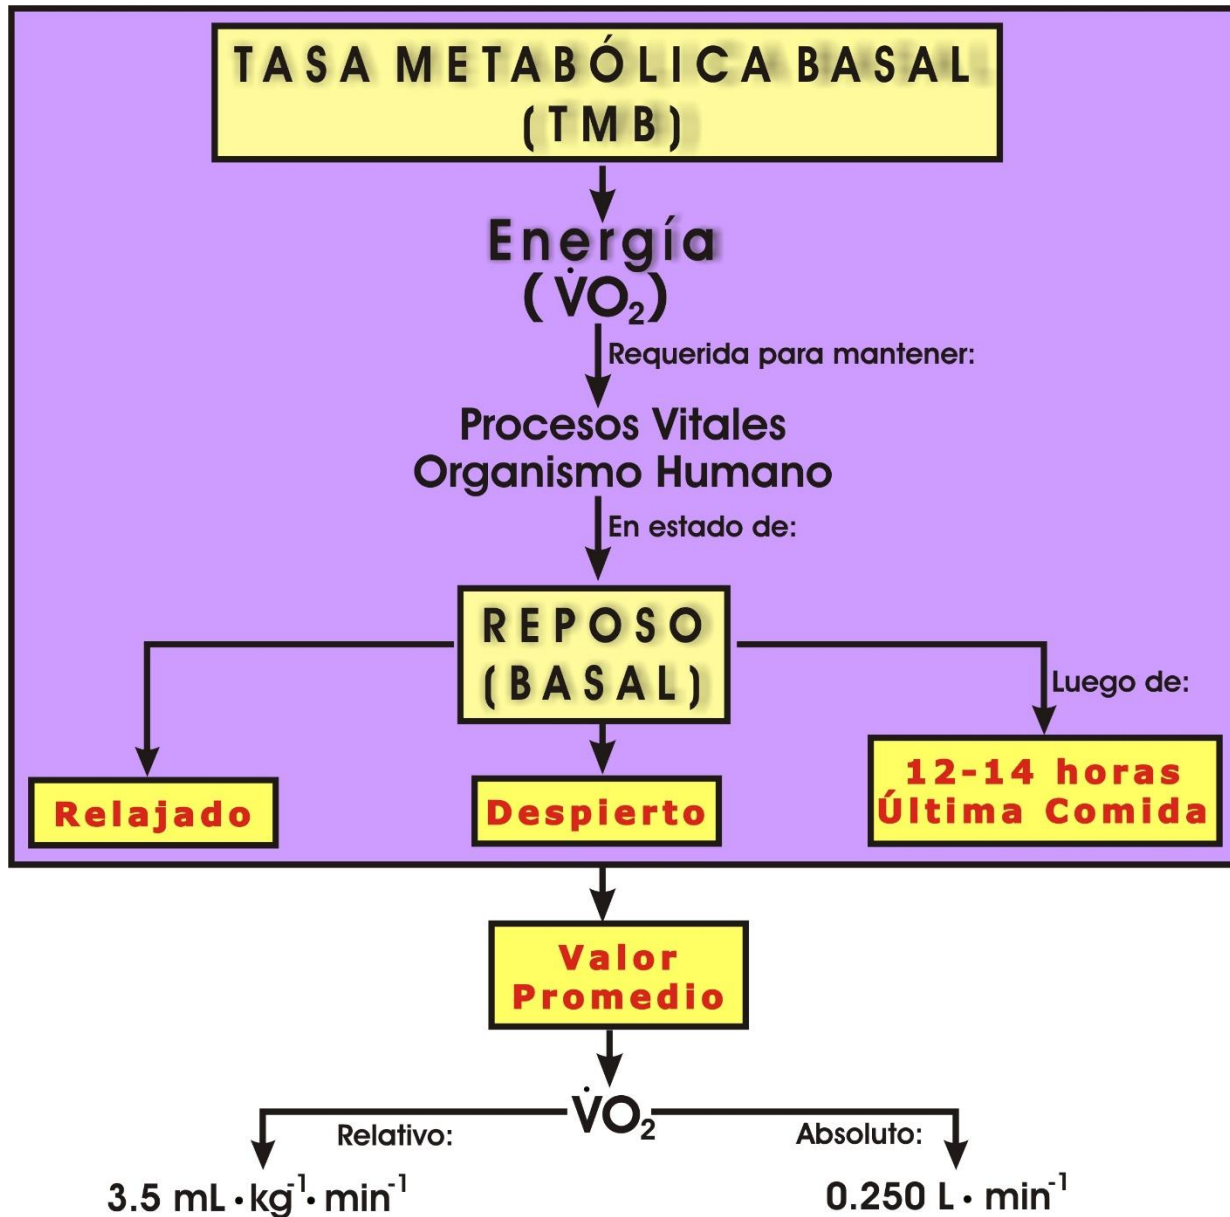 TASA METABÓLICA BASAL
(TMB)
Energía
(V̇O₂)
Requerida para mantener:
Procesos Vitales
Organismo Humano
En estado de:
REPOSO
(BASAL)
Luego de:
Relajado
Despierto
12-14 horas
Última Comida
Valor
Promedio
V̇O₂
Relativo:
Absoluto:
3.5 mL · kg⁻¹ · min⁻¹
0.250 L · min⁻¹